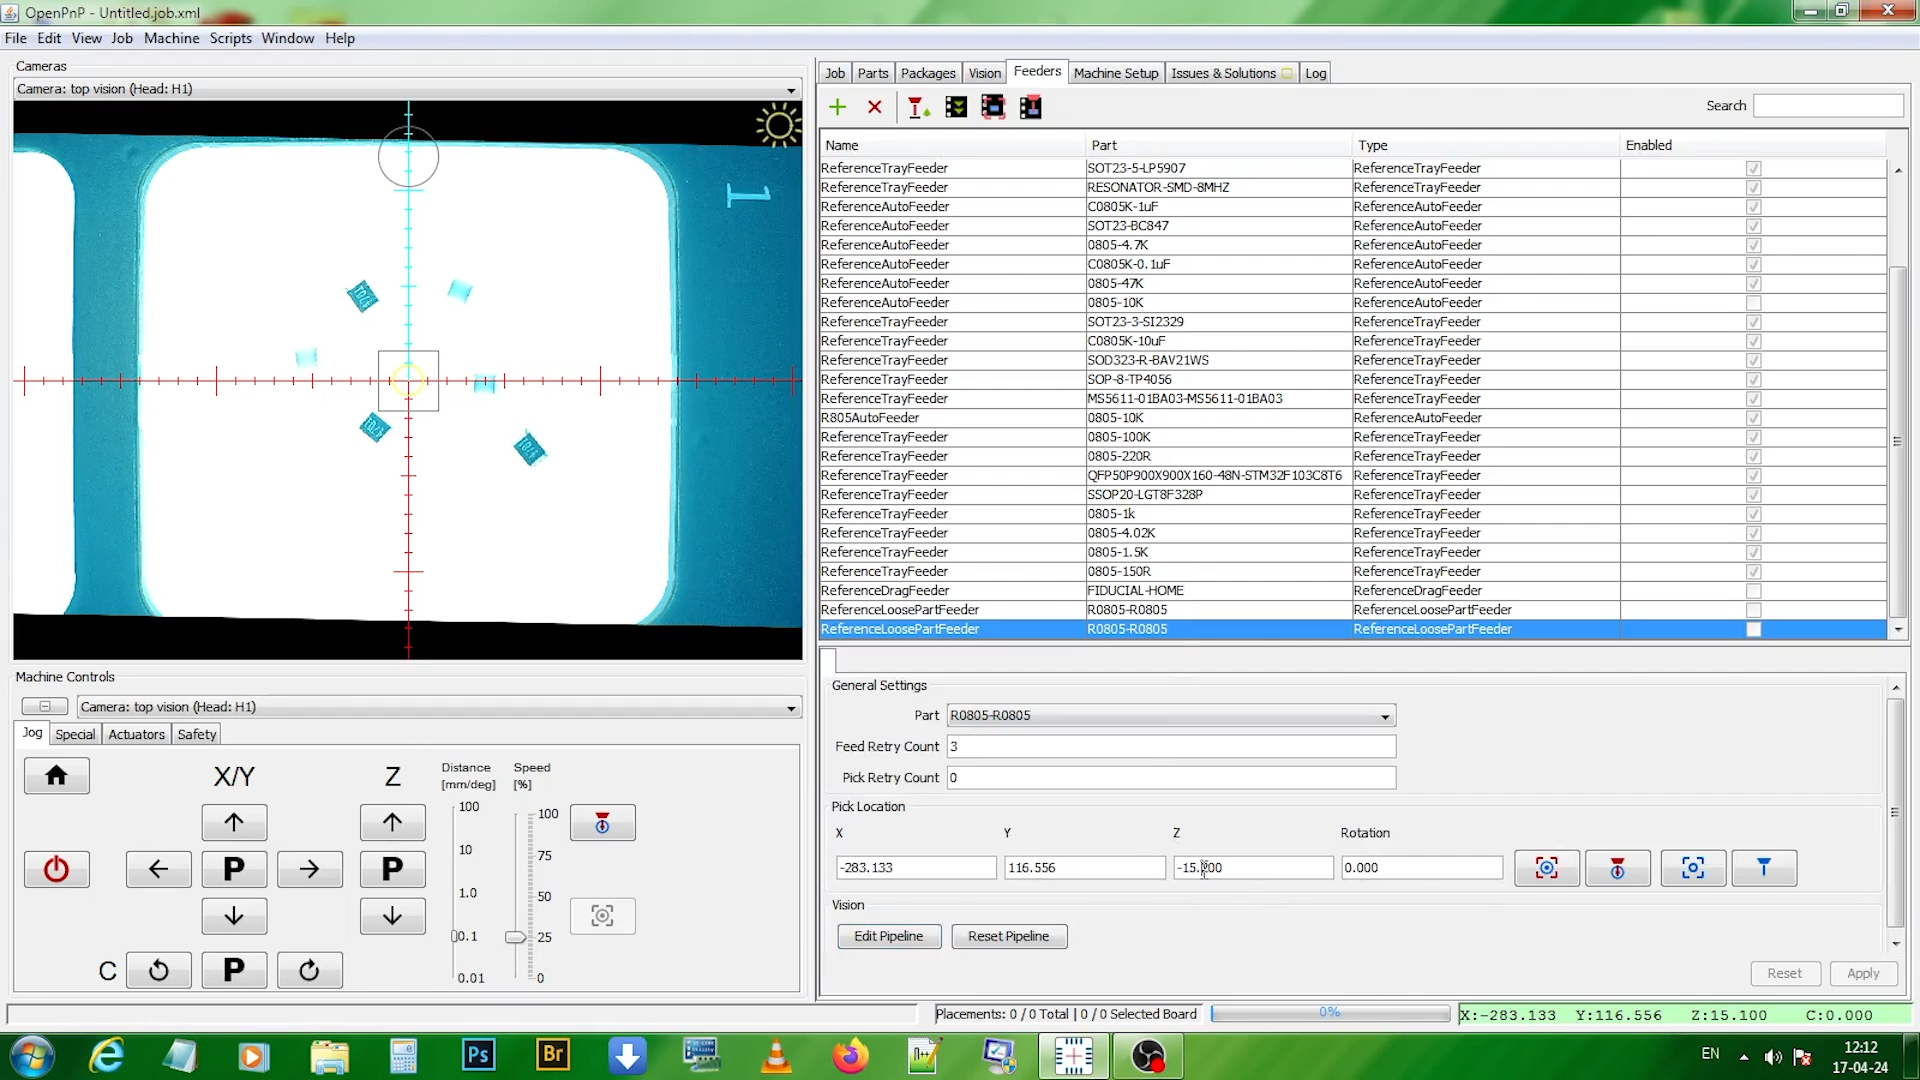 OpenPnP - Untitled.job.xml
File Edit View Job Machine Scripts Window Help
Cameras
Camera: top vision (Head: H1)
1
Machine Controls
Camera: top vision (Head: H1)
Jog Special Actuators Safety
X/Y Z
Distance [mm/deg]
Speed [%]
100
10
1.0
0.1
0.01
100
75
50
25
0
P P
C P
Job Parts Packages Vision Feeders Machine Setup Issues & Solutions Log
Search
Name Part Type Enabled
ReferenceTrayFeeder SOT23-5-LP5907 ReferenceTrayFeeder
ReferenceTrayFeeder RESONATOR-SMD-8MHZ ReferenceTrayFeeder
ReferenceAutoFeeder C0805K-1uF ReferenceAutoFeeder
ReferenceAutoFeeder SOT23-BC847 ReferenceAutoFeeder
ReferenceAutoFeeder 0805-4.7K ReferenceAutoFeeder
ReferenceAutoFeeder C0805K-0.1uF ReferenceAutoFeeder
ReferenceAutoFeeder 0805-47K ReferenceAutoFeeder
ReferenceAutoFeeder 0805-10K ReferenceAutoFeeder
ReferenceTrayFeeder SOT23-3-SI2329 ReferenceTrayFeeder
ReferenceTrayFeeder C0805K-10uF ReferenceTrayFeeder
ReferenceTrayFeeder SOD323-R-BAV21WS ReferenceTrayFeeder
ReferenceTrayFeeder SOP-8-TP4056 ReferenceTrayFeeder
ReferenceTrayFeeder MS5611-01BA03-MS5611-01BA03 ReferenceTrayFeeder
R805AutoFeeder 0805-10K ReferenceAutoFeeder
ReferenceTrayFeeder 0805-100K ReferenceTrayFeeder
ReferenceTrayFeeder 0805-220R ReferenceTrayFeeder
ReferenceTrayFeeder QFP50P900X900X160-48N-STM32F103C8T6 ReferenceTrayFeeder
ReferenceTrayFeeder SSOP20-LGT8F328P ReferenceTrayFeeder
ReferenceTrayFeeder 0805-1k ReferenceTrayFeeder
ReferenceTrayFeeder 0805-4.02K ReferenceTrayFeeder
ReferenceTrayFeeder 0805-1.5K ReferenceTrayFeeder
ReferenceTrayFeeder 0805-150R ReferenceTrayFeeder
ReferenceDragFeeder FIDUCIAL-HOME ReferenceDragFeeder
ReferenceLoosePartFeeder R0805-R0805 ReferenceLoosePartFeeder
ReferenceLoosePartFeeder R0805-R0805 ReferenceLoosePartFeeder
General Settings
Part R0805-R0805
Feed Retry Count 3
Pick Retry Count 0
Pick Location
X Y Z Rotation
-283.133 116.556 0.000
Vision
Edit Pipeline Reset Pipeline
Reset Apply
Placements: 0 / 0 Total | 0 / 0 Selected Board 0% X:-283.133 Y:116.556 Z:15.100 C:0.000
Ps Br EN 12:12
17-04-24